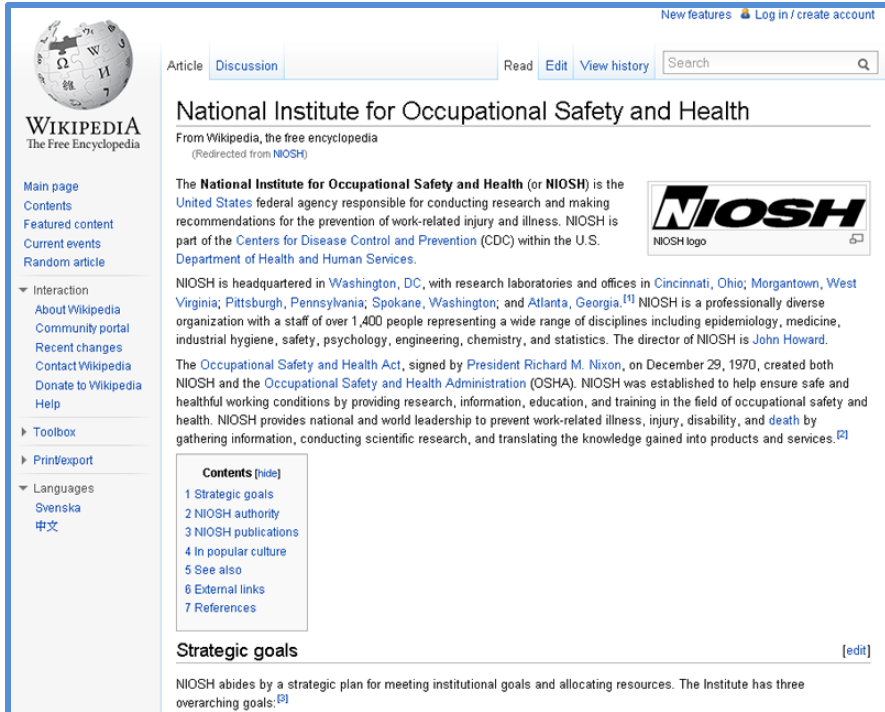 New features Log in / create account
WIKIPEDIA
The Free Encyclopedia
Main page
Contents
Featured content
Current events
Random article
Interaction
About Wikipedia
Community portal
Recent changes
Contact Wikipedia
Donate to Wikipedia
Help
Toolbox
Print/export
Languages
Svenska
中文
Article Discussion Read Edit View history Search
National Institute for Occupational Safety and Health
From Wikipedia, the free encyclopedia
(Redirected from NIOSH)
The National Institute for Occupational Safety and Health (or NIOSH) is the
United States federal agency responsible for conducting research and making
recommendations for the prevention of work-related injury and illness. NIOSH is
part of the Centers for Disease Control and Prevention (CDC) within the U.S.
Department of Health and Human Services.
NIOSH
NIOSH logo
NIOSH is headquartered in Washington, DC, with research laboratories and offices in Cincinnati, Ohio; Morgantown, West
Virginia; Pittsburgh, Pennsylvania; Spokane, Washington; and Atlanta, Georgia.[1] NIOSH is a professionally diverse
organization with a staff of over 1,400 people representing a wide range of disciplines including epidemiology, medicine,
industrial hygiene, safety, psychology, engineering, chemistry, and statistics. The director of NIOSH is John Howard.
The Occupational Safety and Health Act, signed by President Richard M. Nixon, on December 29, 1970, created both
NIOSH and the Occupational Safety and Health Administration (OSHA). NIOSH was established to help ensure safe and
healthful working conditions by providing research, information, education, and training in the field of occupational safety and
health. NIOSH provides national and world leadership to prevent work-related illness, injury, disability, and death by
gathering information, conducting scientific research, and translating the knowledge gained into products and services.[2]
Contents [hide]
1 Strategic goals
2 NIOSH authority
3 NIOSH publications
4 In popular culture
5 See also
6 External links
7 References
Strategic goals [edit]
NIOSH abides by a strategic plan for meeting institutional goals and allocating resources. The Institute has three
overarching goals:[3]